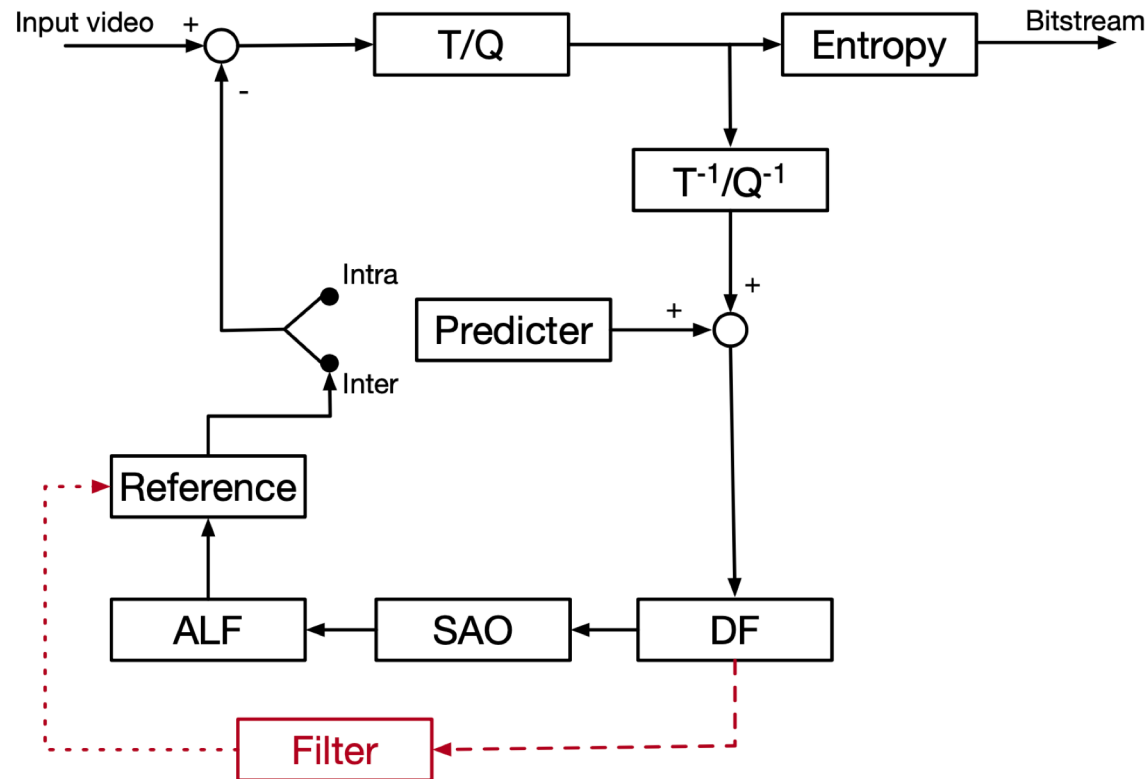 Input video
+
T/Q
Entropy
Bitstream
-
T⁻¹/Q⁻¹
Intra
+
Predicter
+
Inter
Reference
ALF
SAO
DF
Filter